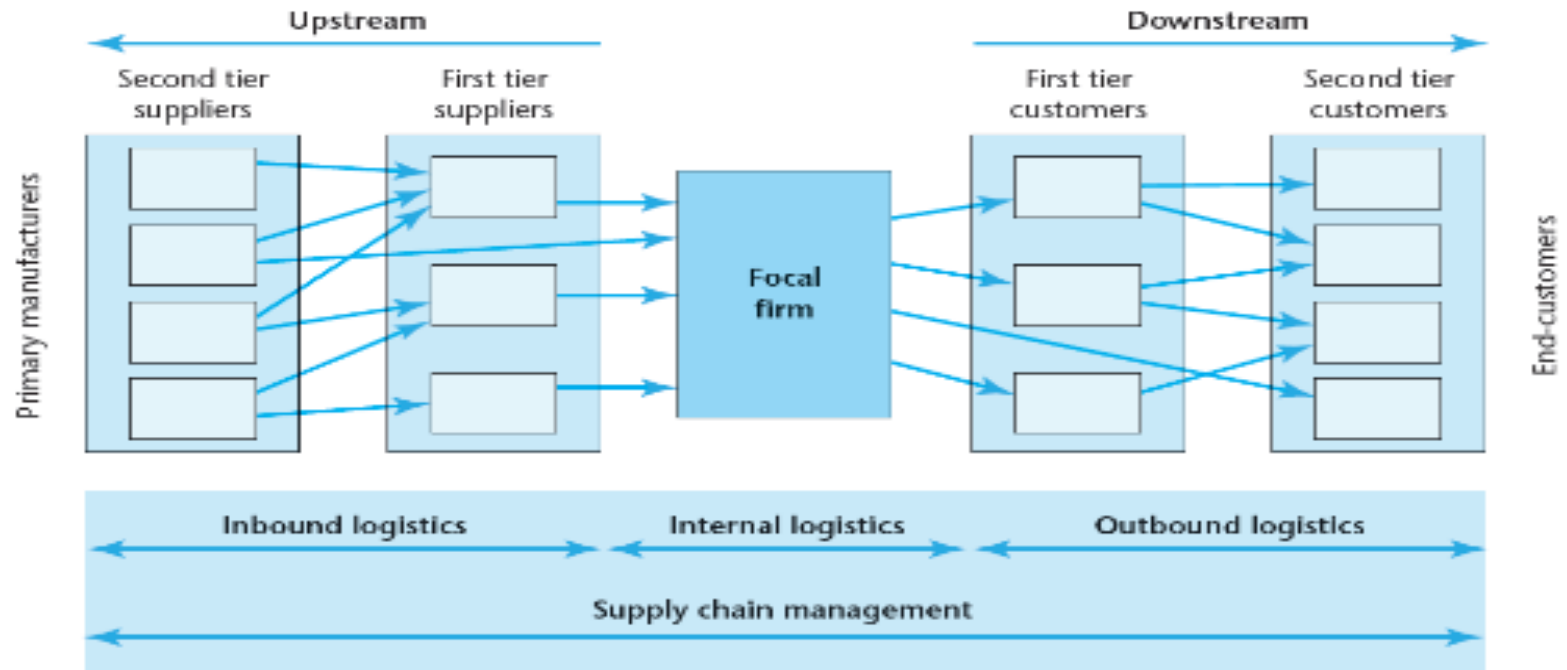 Upstream
Downstream
Second tier
suppliers
First tier
suppliers
First tier
customers
Second tier
customers
Primary manufacturers
Focal
firm
End-customers
Inbound logistics
Internal logistics
Outbound logistics
Supply chain management